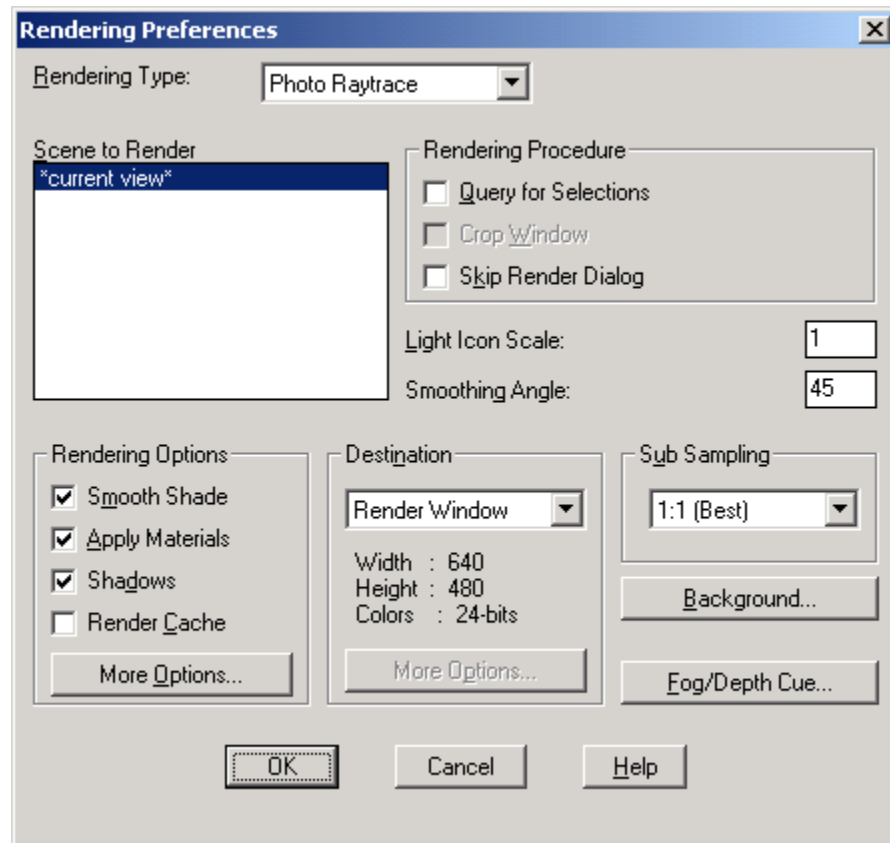 Rendering Preferences
Rendering Type:
Photo Raytrace
Scene to Render
*current view*
Rendering Procedure
Query for Selections
Crop Window
Skip Render Dialog
Light Icon Scale:
1
Smoothing Angle:
45
Rendering Options
Smooth Shade
Apply Materials
Shadows
Render Cache
More Options...
Destination
Render Window
Width : 640
Height : 480
Colors : 24-bits
More Options...
Sub Sampling
1:1 (Best)
Background...
Fog/Depth Cue...
OK
Cancel
Help